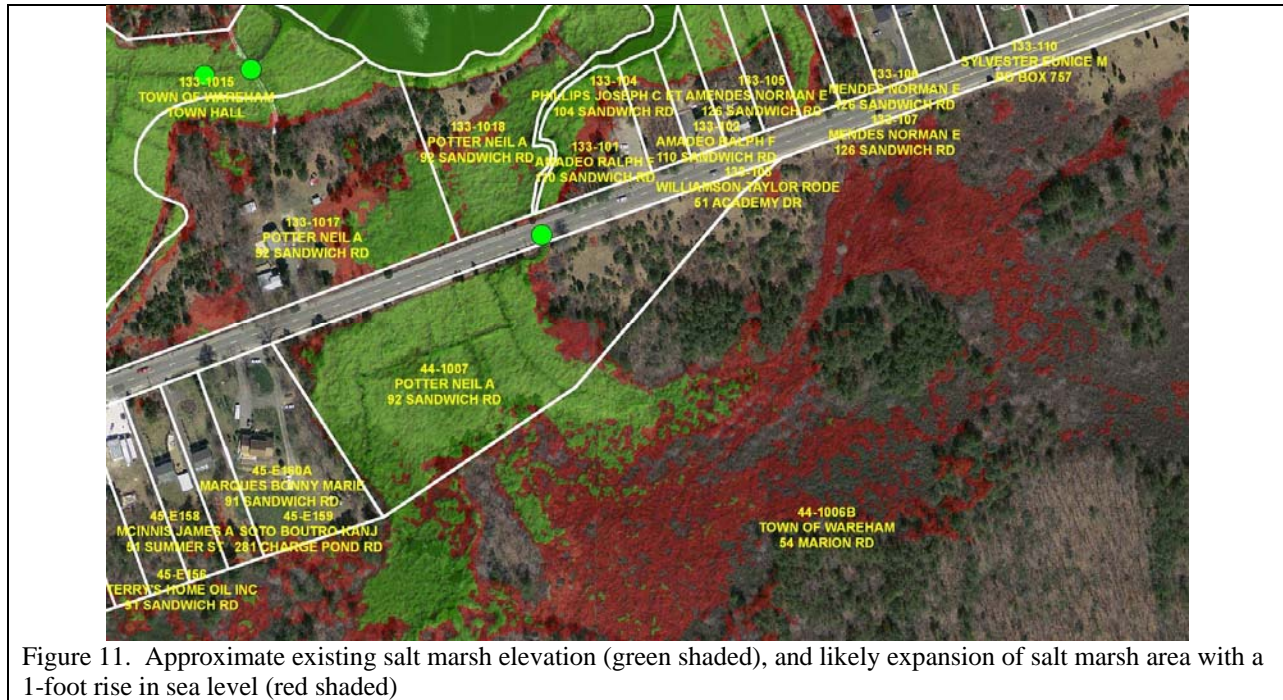 133-1015
TOWN OF WAREHAM
TOWN HALL
133-1018
POTTER NEIL A
92 SANDWICH RD
133-104
PHILLIPS JOSEPH C ET A
104 SANDWICH RD
133-105
MENDES NORMAN E
126 SANDWICH RD
133-106
MENDES NORMAN E
126 SANDWICH RD
133-110
SYLVESTER EUNICE M
PO BOX 757
133-101
AMADEO RALPH F
110 SANDWICH RD
133-102
AMADEO RALPH F
110 SANDWICH RD
133-107
MENDES NORMAN E
126 SANDWICH RD
WILLIAMSON TAYLOR RODE
51 ACADEMY DR
133-1017
POTTER NEIL A
92 SANDWICH RD
44-1007
POTTER NEIL A
92 SANDWICH RD
45-E160A
MARQUES BONNY MARIE
91 SANDWICH RD
45-E158
MCINNIS JAMES A
51 SUMMER ST
45-E159
SOTO BOUTRO KANJ
281 CHARGE POND RD
45-E156
TERRY'S HOME OIL INC
SANDWICH RD
44-1006B
TOWN OF WAREHAM
54 MARION RD
Figure 11. Approximate existing salt marsh elevation (green shaded), and likely expansion of salt marsh area with a
1-foot rise in sea level (red shaded)